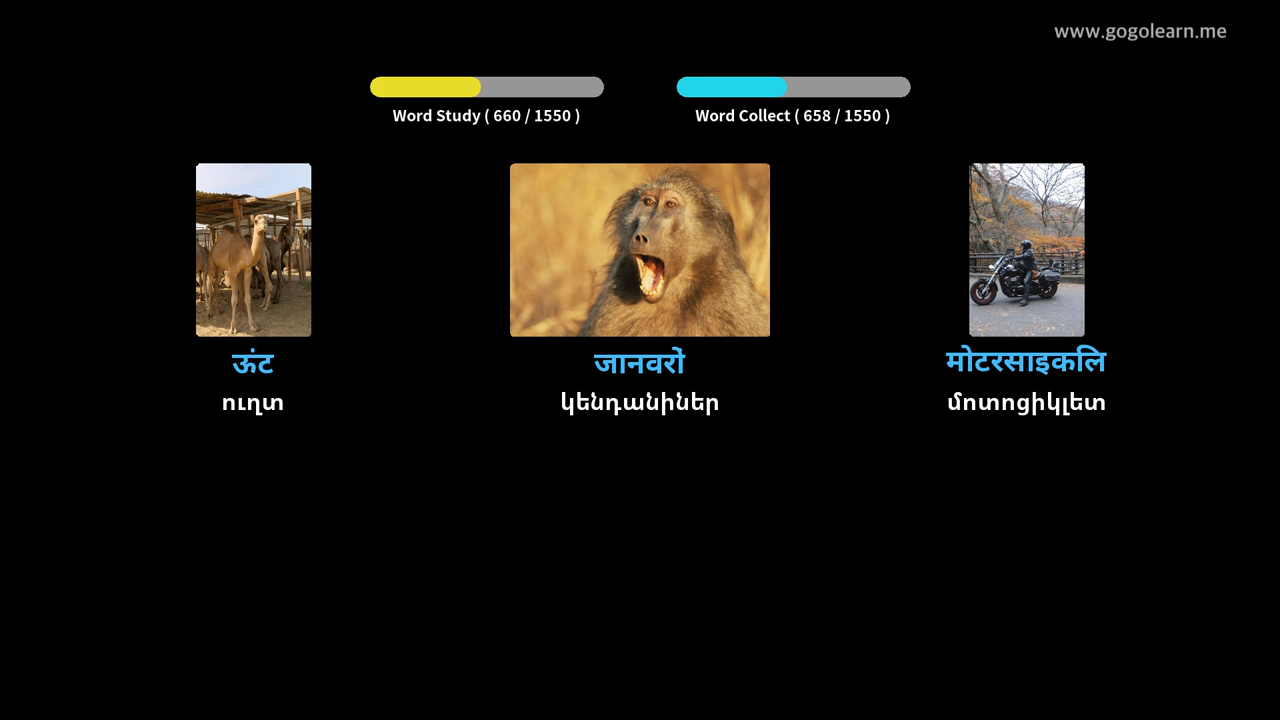 www.gogolearn.me
Word Study ( 660 / 1550 )
Word Collect ( 658 / 1550 )
ऊंट
जानवरों
मोटरसाइकलि
ուղտ
կենդանիներ
մոտոցիկլետ